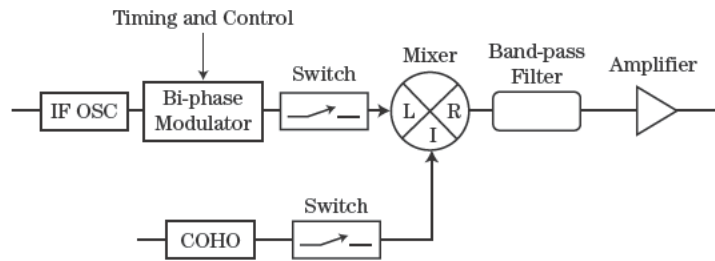 Timing and Control
Mixer
Band-pass
Filter
Amplifier
Switch
IF OSC
Bi-phase
Modulator
L
R
I
Switch
COHO